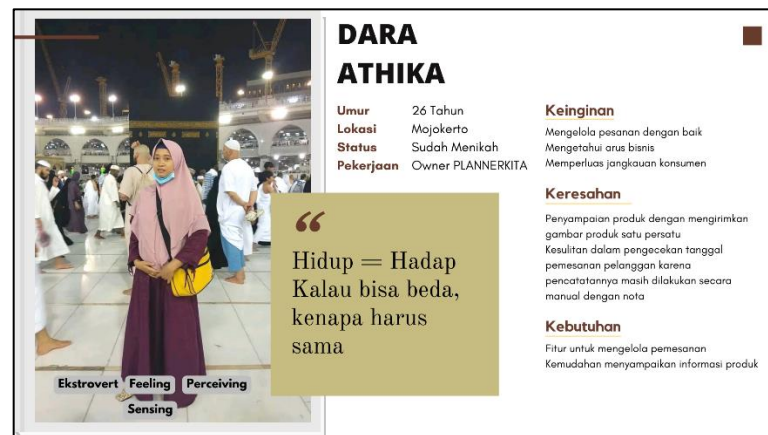 DARA
ATHIKA
Umur 26 Tahun
Lokasi Mojokerto
Status Sudah Menikah
Pekerjaan Owner PLANNERKITA
“
Hidup = Hadap
Kalau bisa beda,
kenapa harus
sama
Ekstrovert Feeling Perceiving
Sensing
Keinginan
Mengelola pesanan dengan baik
Mengetahui arus bisnis
Memperluas jangkauan konsumen
Keresahan
Penyampaian produk dengan mengirimkan
gambar produk satu persatu
Kesulitan dalam pengecekan tanggal
pemesanan pelanggan karena
pencatatannya masih dilakukan secara
manual dengan nota
Kebutuhan
Fitur untuk mengelola pemesanan
Kemudahan menyampaikan informasi produk